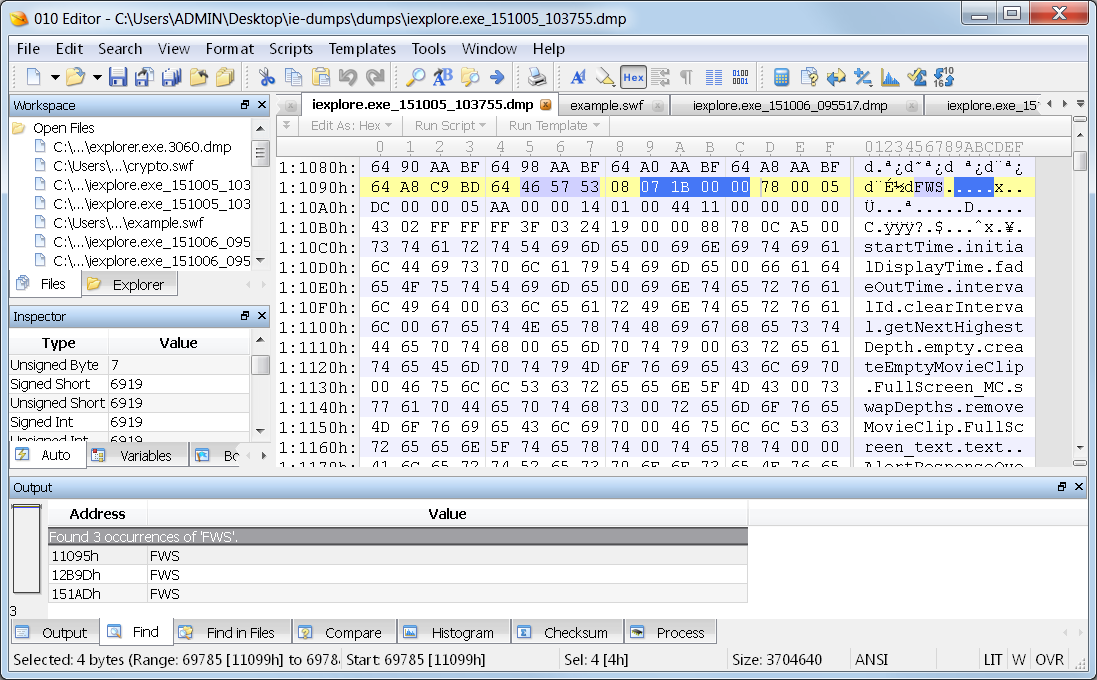 010 Editor - C:\Users\ADMIN\Desktop\ie-dumps\dumps\iexplore.exe_151005_103755.dmp
File Edit Search View Format Scripts Templates Tools Window Help
Workspace
Open Files
C:\...\explorer.exe.3060.dmp
C:\Users\...\crypto.swf
C:\...\iexplore.exe_151005_103
C:\...\iexplore.exe_151005_103
C:\Users\...\example.swf
C:\...\iexplore.exe_151006_095
C:\...\iexplore.exe_151006_095
Files Explorer
Inspector
Type Value
Unsigned Byte 7
Signed Short 6919
Unsigned Short 6919
Signed Int 6919
Unsigned Int 6919
Auto Variables Bo
iexplore.exe_151005_103755.dmp example.swf iexplore.exe_151006_095517.dmp iexplore.exe_15
Edit As: Hex Run Script Run Template
0 1 2 3 4 5 6 7 8 9 A B C D E F 0123456789ABCDEF
1:1080h: 64 90 AA BF 64 98 AA BF 64 A0 AA BF 64 A8 AA BF d.ª¿d˜ª¿d ª¿d¨ª¿
1:1090h: 64 A8 C9 BD 64 46 57 53 08 07 1B 00 00 78 00 05 d¨É½dFWS.....x..
1:10A0h: DC 00 00 05 AA 00 00 14 01 00 44 11 00 00 00 00 Ü...ª.....D.....
1:10B0h: 43 02 FF FF FF 3F 03 24 19 00 00 88 78 0C A5 00 C.ÿÿÿ?.$...ˆx.¥.
1:10C0h: 73 74 61 72 74 54 69 6D 65 00 69 6E 69 74 69 61 startTime.initia
1:10D0h: 6C 44 69 73 70 6C 61 79 54 69 6D 65 00 66 61 64 lDisplayTime.fad
1:10E0h: 65 4F 75 74 54 69 6D 65 00 69 6E 74 65 72 76 61 eOutTime.interva
1:10F0h: 6C 49 64 00 63 6C 65 61 72 49 6E 74 65 72 76 61 lId.clearInterva
1:1100h: 6C 00 67 65 74 4E 65 78 74 48 69 67 68 65 73 74 l.getNextHighest
1:1110h: 44 65 70 74 68 00 65 6D 70 74 79 00 63 72 65 61 Depth.empty.crea
1:1120h: 74 65 45 6D 70 74 79 4D 6F 76 69 65 43 6C 69 70 teEmptyMovieClip
1:1130h: 00 46 75 6C 6C 53 63 72 65 65 6E 5F 4D 43 00 73 .FullScreen_MC.s
1:1140h: 77 61 70 44 65 70 74 68 73 00 72 65 6D 6F 76 65 wapDepths.remove
1:1150h: 4D 6F 76 69 65 43 6C 69 70 00 46 75 6C 6C 53 63 MovieClip.FullSc
1:1160h: 72 65 65 6E 5F 74 65 78 74 00 74 65 78 74 00 00 reen_text.text..
1:1170h: 41 6C 65 72 74 52 65 73 70 6F 6E 73 65 4F 76 65 AlertResponseOve
Output
Address Value
Found 3 occurrences of 'FWS'.
11095h FWS
12B9Dh FWS
151ADh FWS
3
Output Find Find in Files Compare Histogram Checksum Process
Selected: 4 bytes (Range: 69785 [11099h] to 6978 Start: 69785 [11099h] Sel: 4 [4h] Size: 3704640 ANSI LIT W OVR